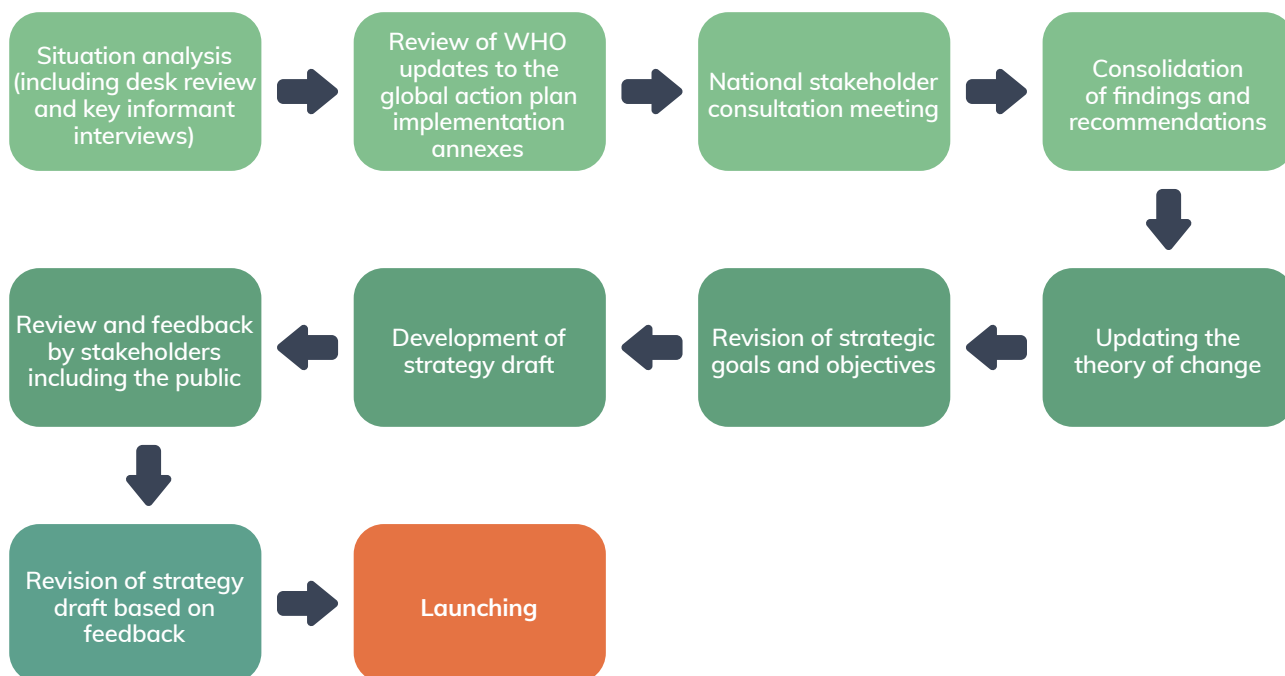 Situation analysis
(including desk review
and key informant
interviews)
Review of WHO
updates to the
global action plan
implementation
annexes
National stakeholder
consultation meeting
Consolidation
of findings and
recommendations
Updating the
theory of change
Revision of strategic
goals and objectives
Development of
strategy draft
Review and feedback
by stakeholders
including the public
Revision of strategy
draft based on
feedback
Launching